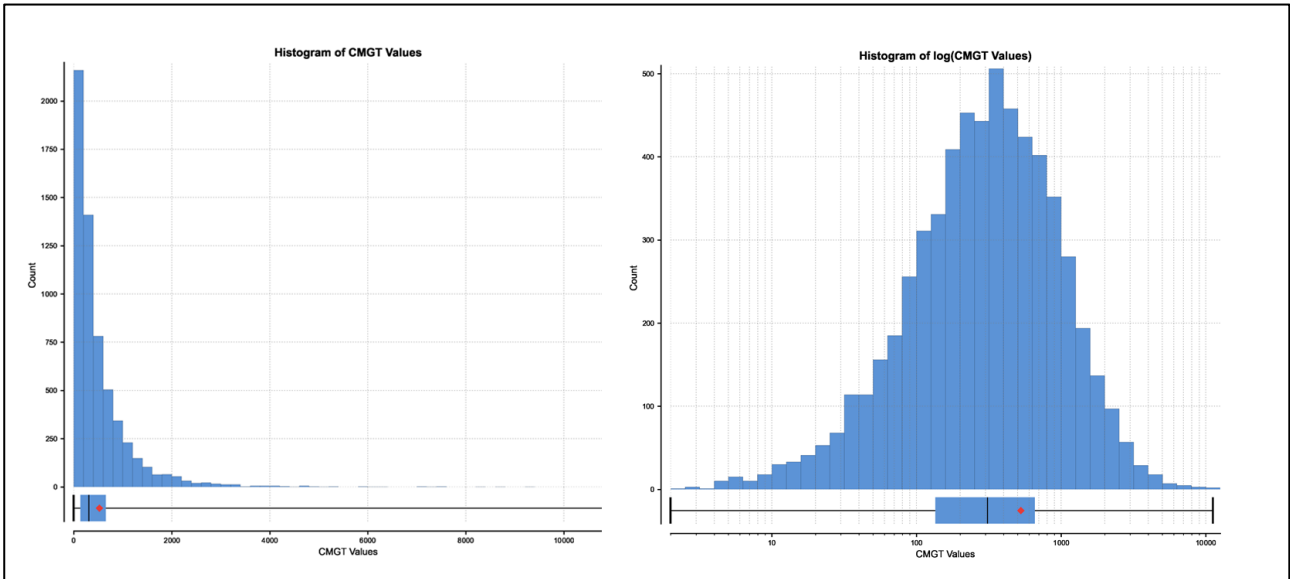 Histogram of CMGT Values
2000
1750
1500
1250
1000
750
500
250
0
Count
0 2000 4000 6000 8000 10000
CMGT Values
Histogram of log(CMGT Values)
500
400
300
200
100
0
Count
10 100 1000 10000
CMGT Values